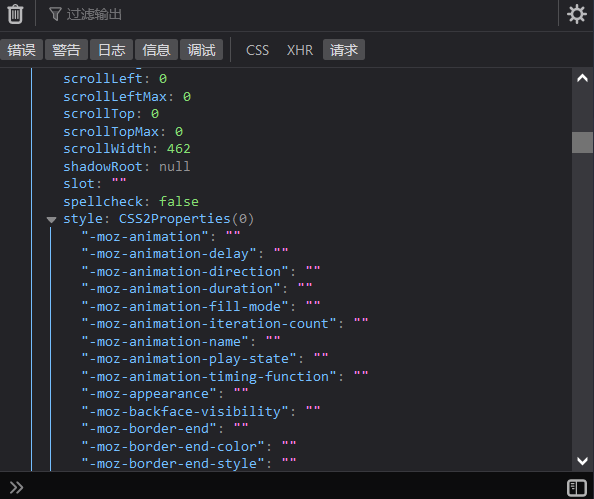 过滤输出
错误 警告 日志 信息 调试 CSS XHR 请求
scrollLeft: 0
scrollLeftMax: 0
scrollTop: 0
scrollTopMax: 0
scrollWidth: 462
shadowRoot: null
slot: ""
spellcheck: false
style: CSS2Properties(0)
"-moz-animation": ""
"-moz-animation-delay": ""
"-moz-animation-direction": ""
"-moz-animation-duration": ""
"-moz-animation-fill-mode": ""
"-moz-animation-iteration-count": ""
"-moz-animation-name": ""
"-moz-animation-play-state": ""
"-moz-animation-timing-function": ""
"-moz-appearance": ""
"-moz-backface-visibility": ""
"-moz-border-end": ""
"-moz-border-end-color": ""
"-moz-border-end-style": ""